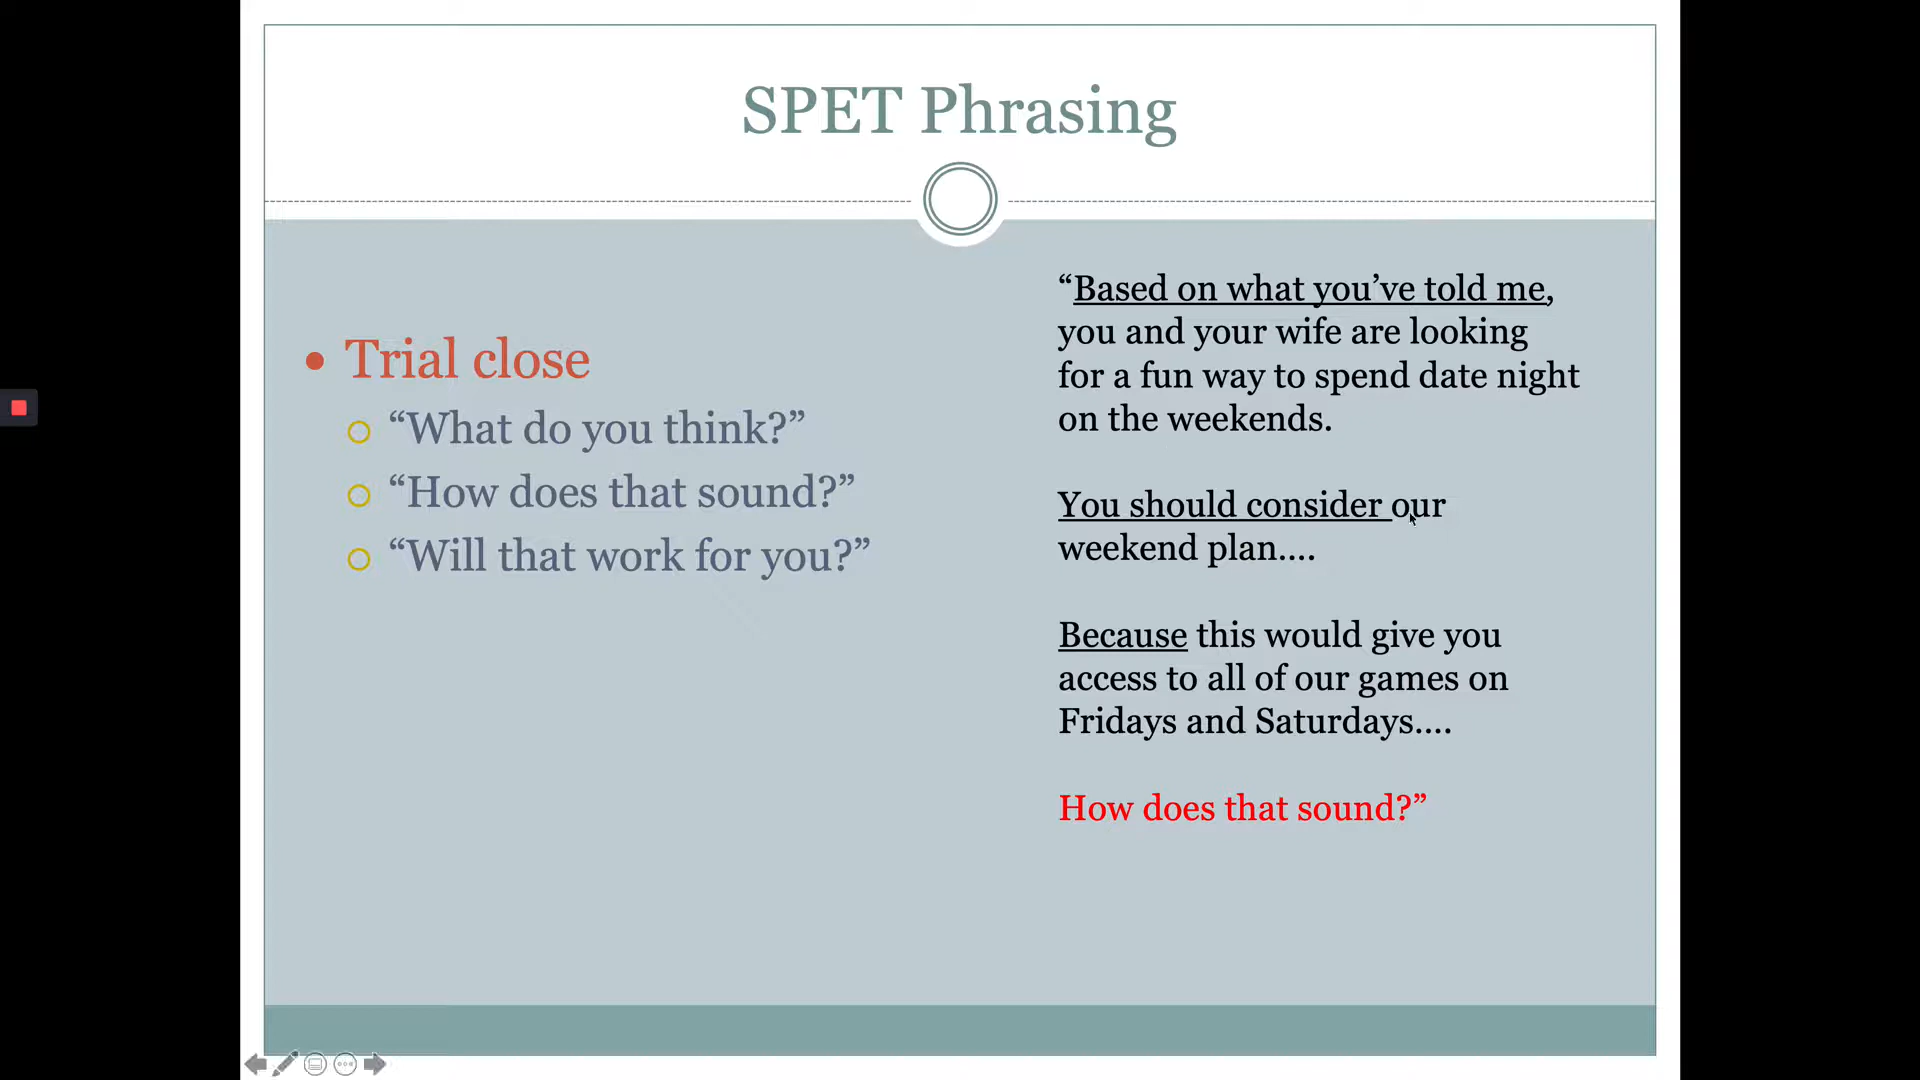 SPET Phrasing
• Trial close
“What do you think?”
“How does that sound?”
“Will that work for you?”
“Based on what you’ve told me,
you and your wife are looking
for a fun way to spend date night
on the weekends.
You should consider our
weekend plan....
Because this would give you
access to all of our games on
Fridays and Saturdays....
How does that sound?”